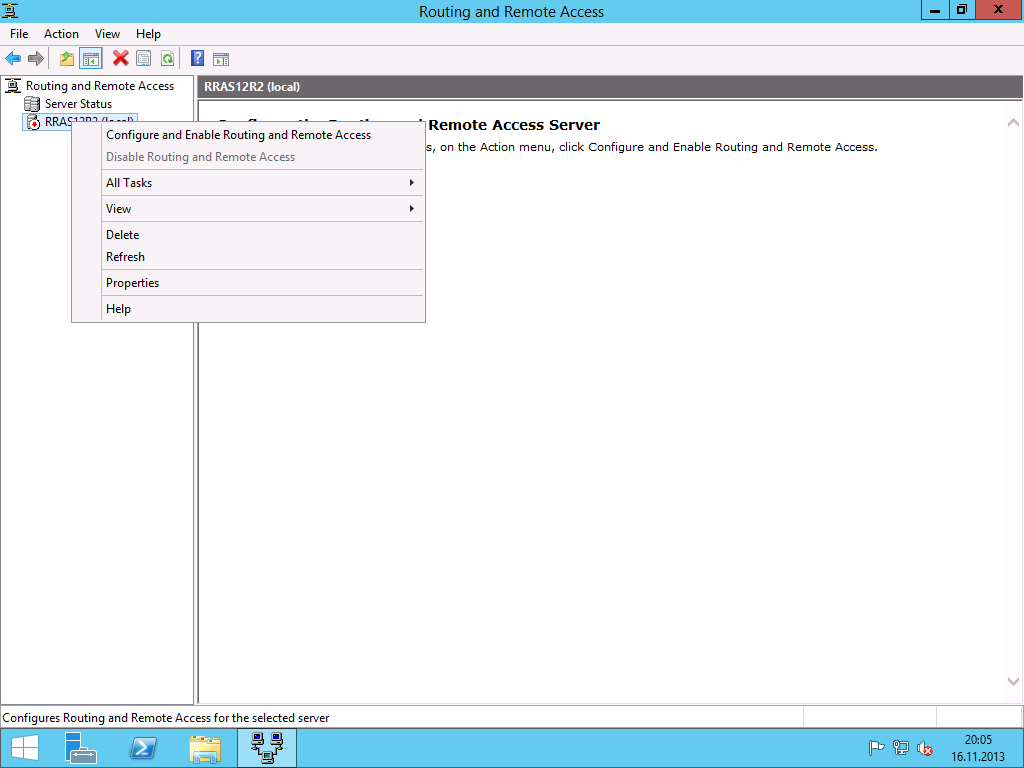 Routing and Remote Access
File Action View Help
Routing and Remote Access
Server Status
RRAS12R2 (local)
RRAS12R2 (local)
Remote Access Server
s, on the Action menu, click Configure and Enable Routing and Remote Access.
Configure and Enable Routing and Remote Access
Disable Routing and Remote Access
All Tasks
View
Delete
Refresh
Properties
Help
Configures Routing and Remote Access for the selected server
20:05
16.11.2013